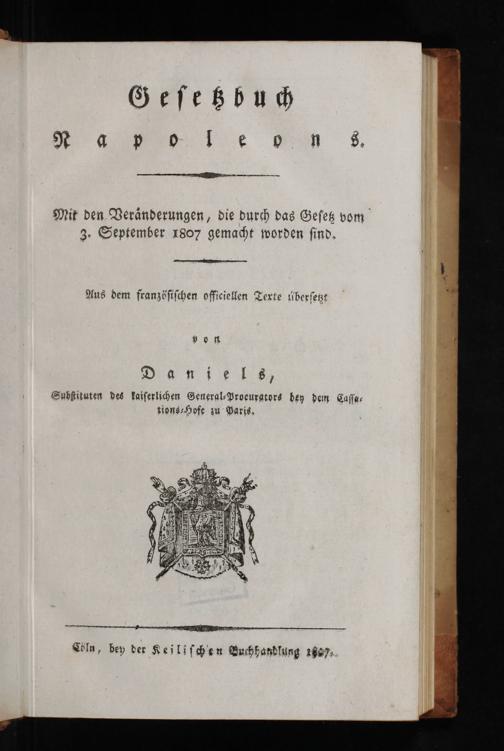 Gesetzbuch
Napoleons.
Mit den Veränderungen, die durch das Gesetz vom
3. September 1807 gemacht worden sind.
Aus dem französischen officiellen Texte übersetzt
von
Daniels,
Substituten des kaiserlichen General-Procurators bey dem Cassa-
tions-Hofe zu Paris.
Cöln, bey der Keilischen Buchhandlung 1807.